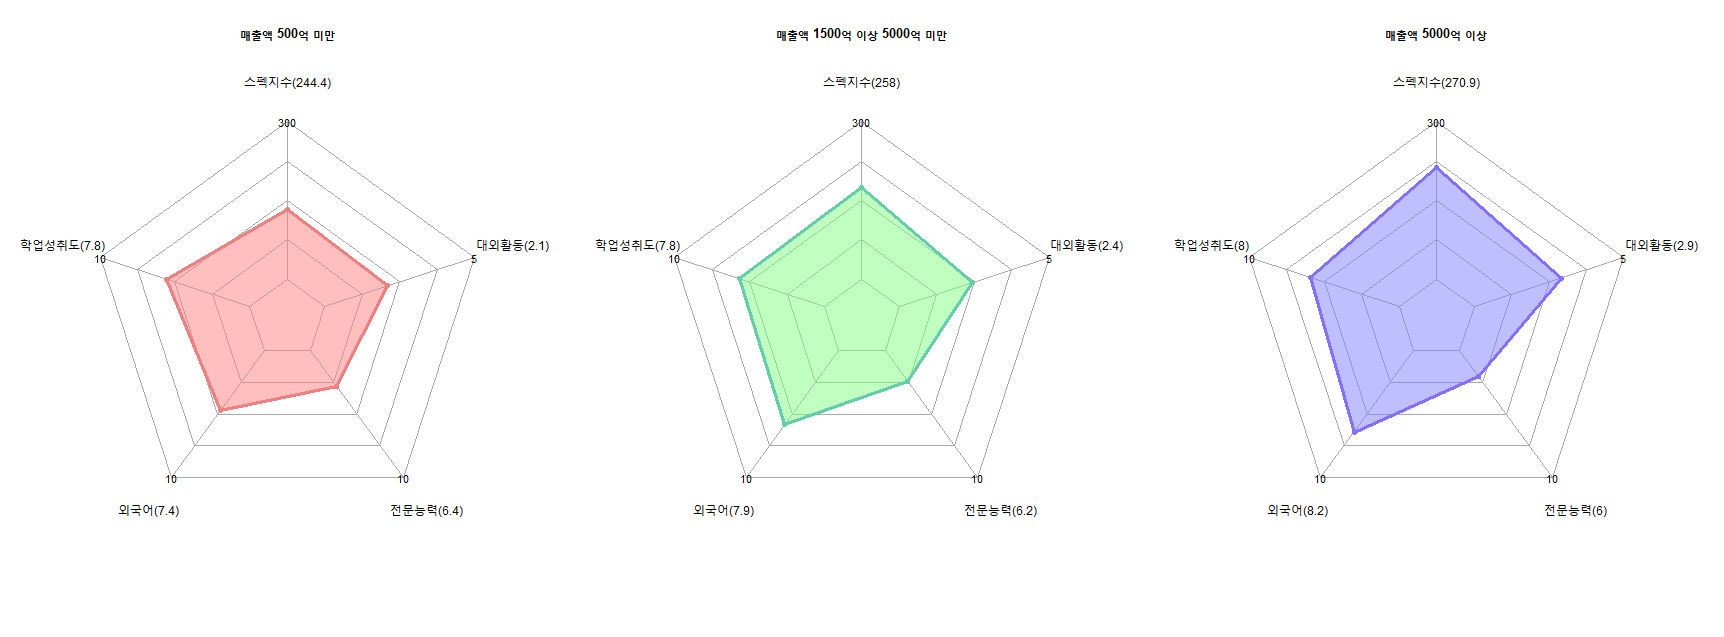 매출액 500억 미만
스펙지수(244.4)
300
학업성취도(7.8)
10
대외활동(2.1)
5
10
10
외국어(7.4)
전문능력(6.4)
매출액 1500억 이상 5000억 미만
스펙지수(258)
300
학업성취도(7.8)
10
대외활동(2.4)
5
10
10
외국어(7.9)
전문능력(6.2)
매출액 5000억 이상
스펙지수(270.9)
300
학업성취도(8)
10
대외활동(2.9)
5
10
10
외국어(8.2)
전문능력(6)